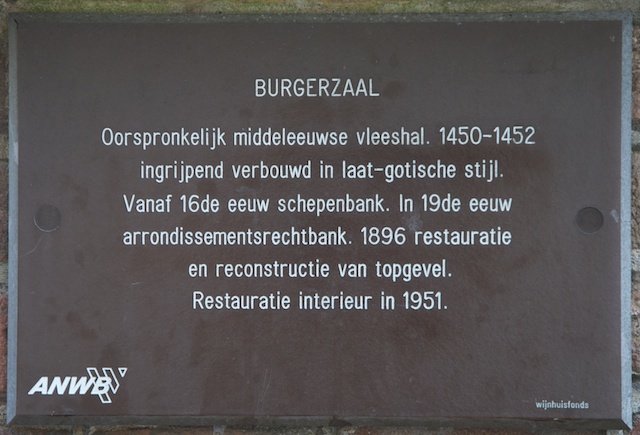 BURGERZAAL
Oorspronkelijk middeleeuwse vleeshal. 1450-1452
ingrijpend verbouwd in laat-gotische stijl.
Vanaf 16de eeuw schepenbank. In 19de eeuw
arrondissementsrechtbank. 1896 restauratie
en reconstructie van topgevel.
Restauratie interieur in 1951.
ANWB
wijnhuisfonds